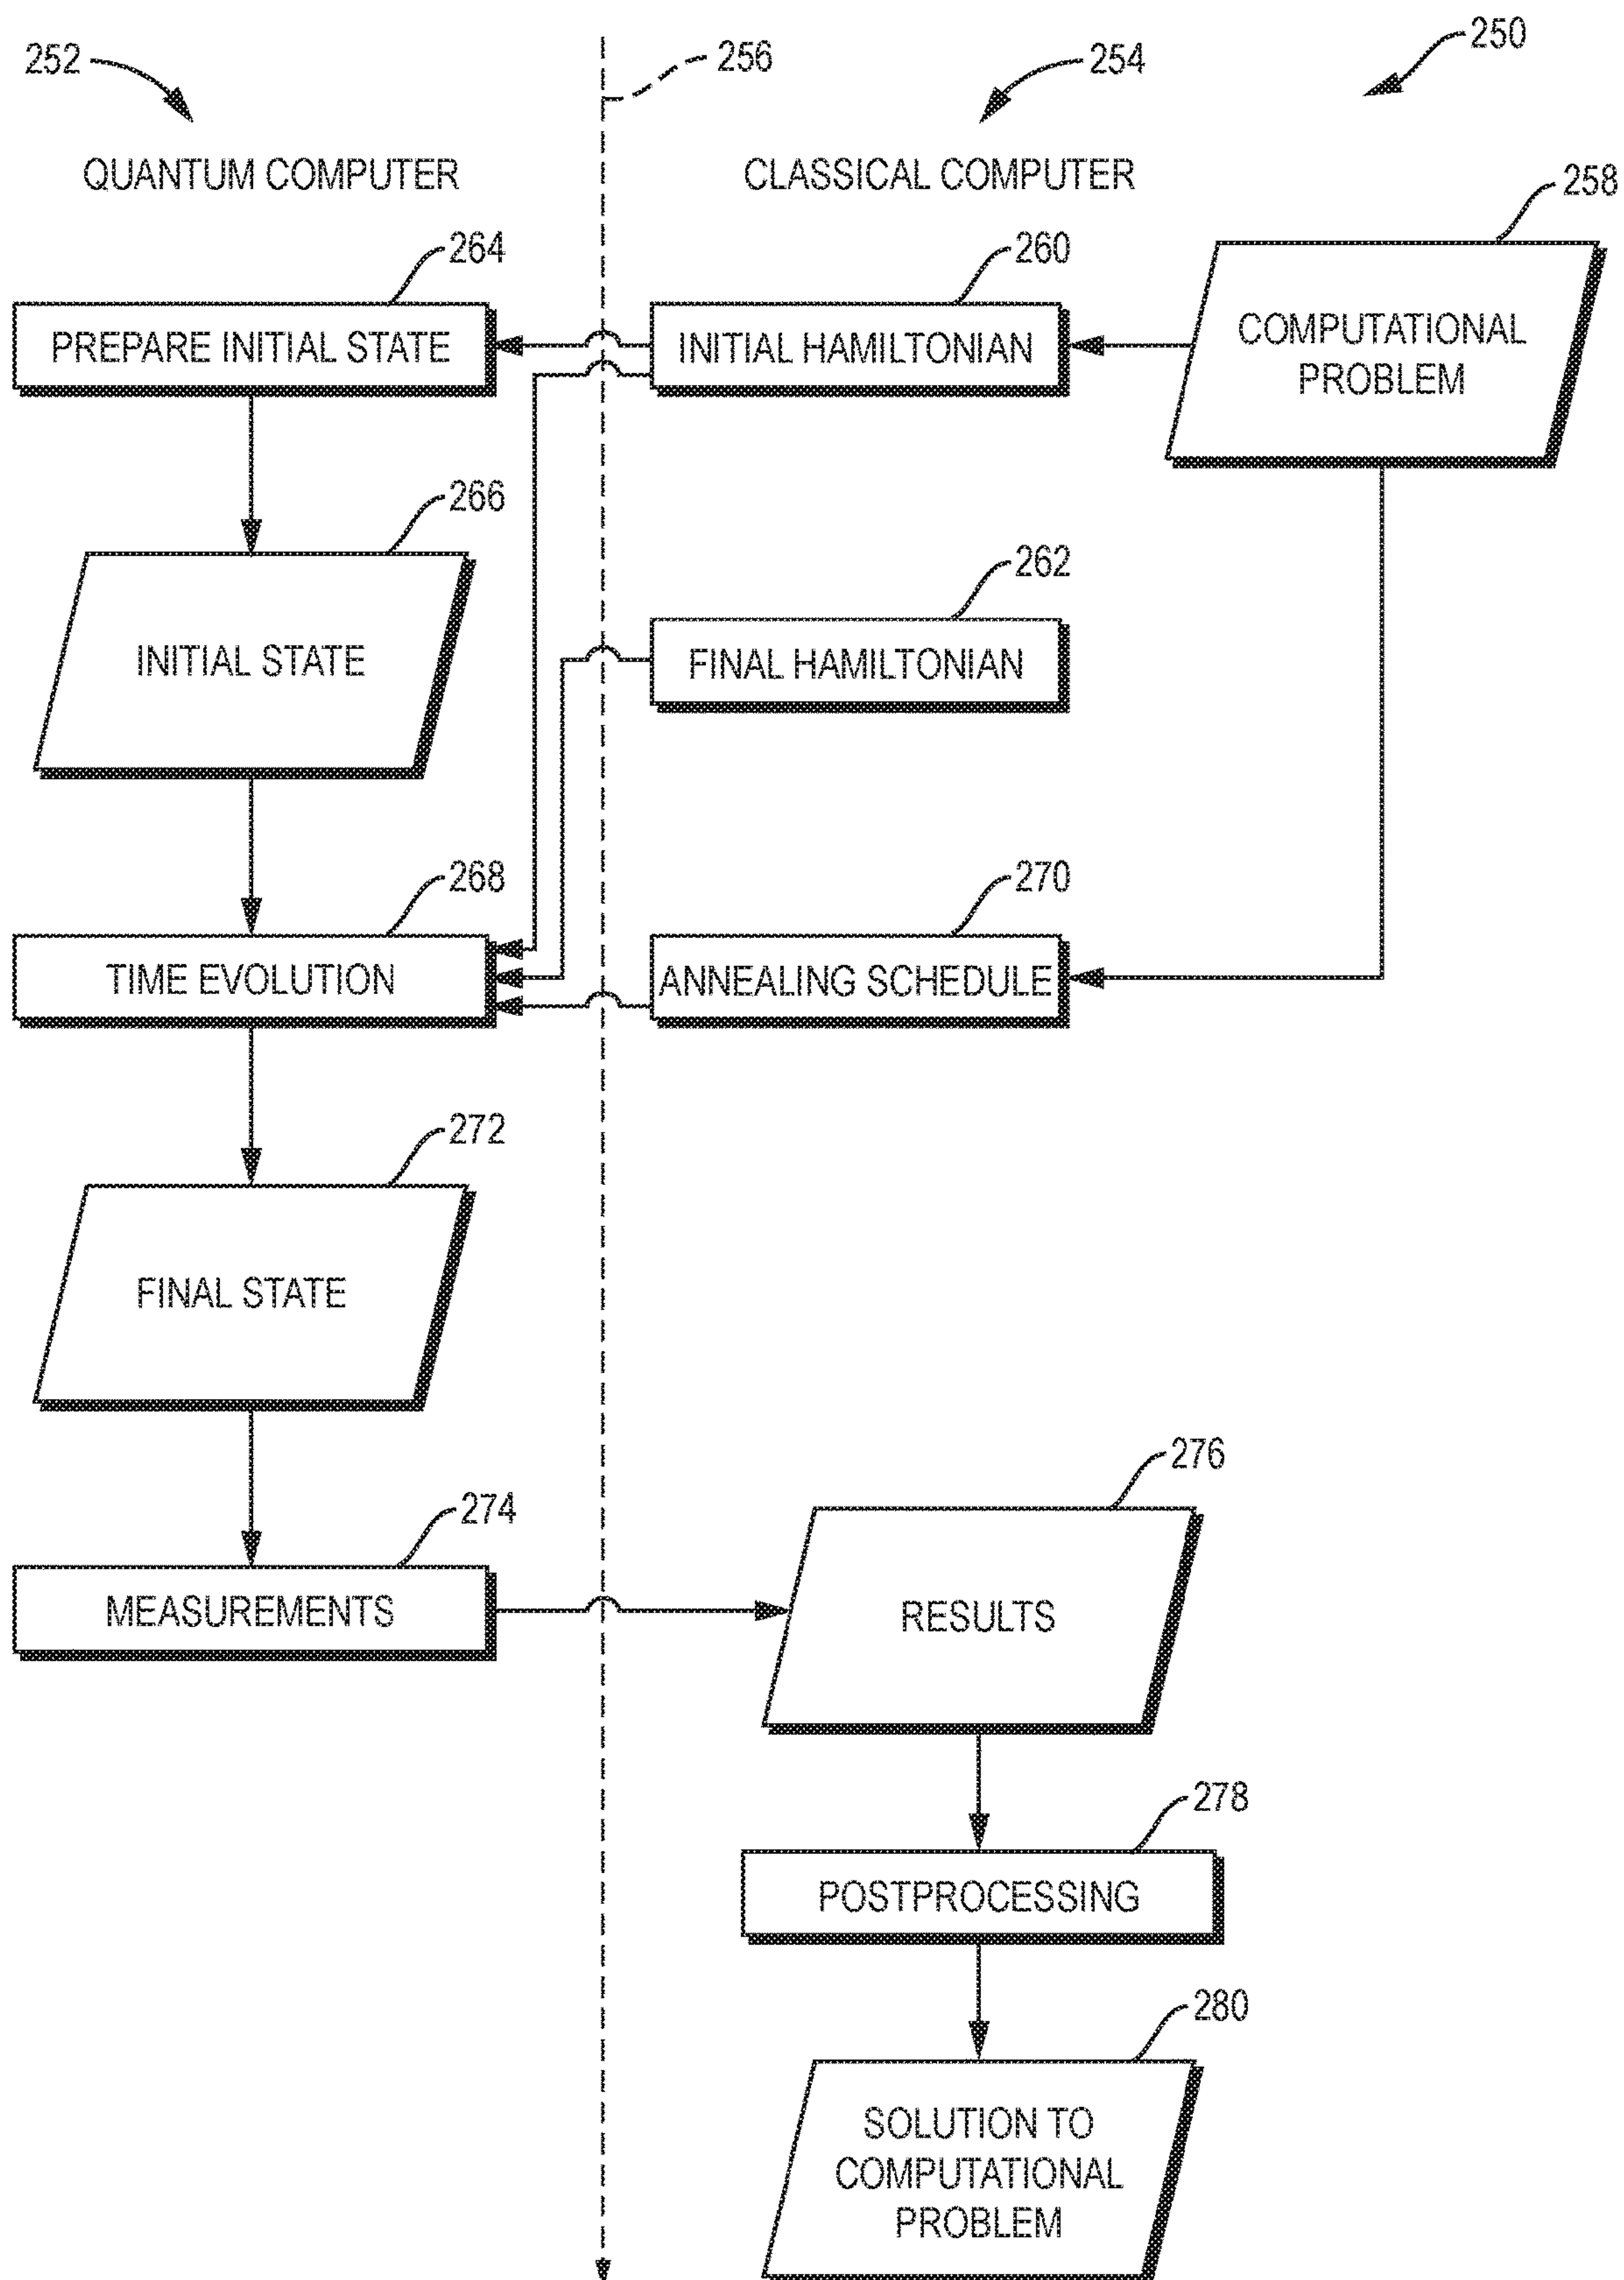 252
256
254
250
QUANTUM COMPUTER
CLASSICAL COMPUTER
258
264
260
PREPARE INITIAL STATE
INITIAL HAMILTONIAN
COMPUTATIONAL
PROBLEM
266
262
INITIAL STATE
FINAL HAMILTONIAN
268
270
TIME EVOLUTION
ANNEALING SCHEDULE
272
FINAL STATE
276
274
MEASUREMENTS
RESULTS
278
POSTPROCESSING
280
SOLUTION TO
COMPUTATIONAL
PROBLEM